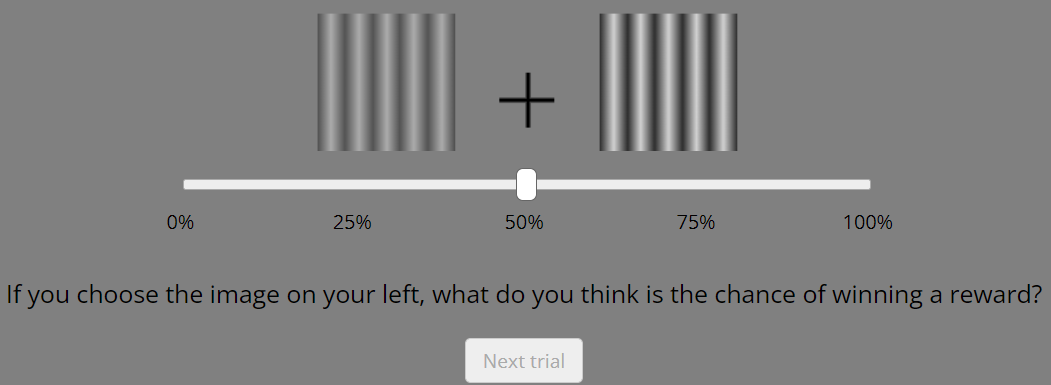 0% 25% 50% 75% 100%
If you choose the image on your left, what do you think is the chance of winning a reward?
Next trial